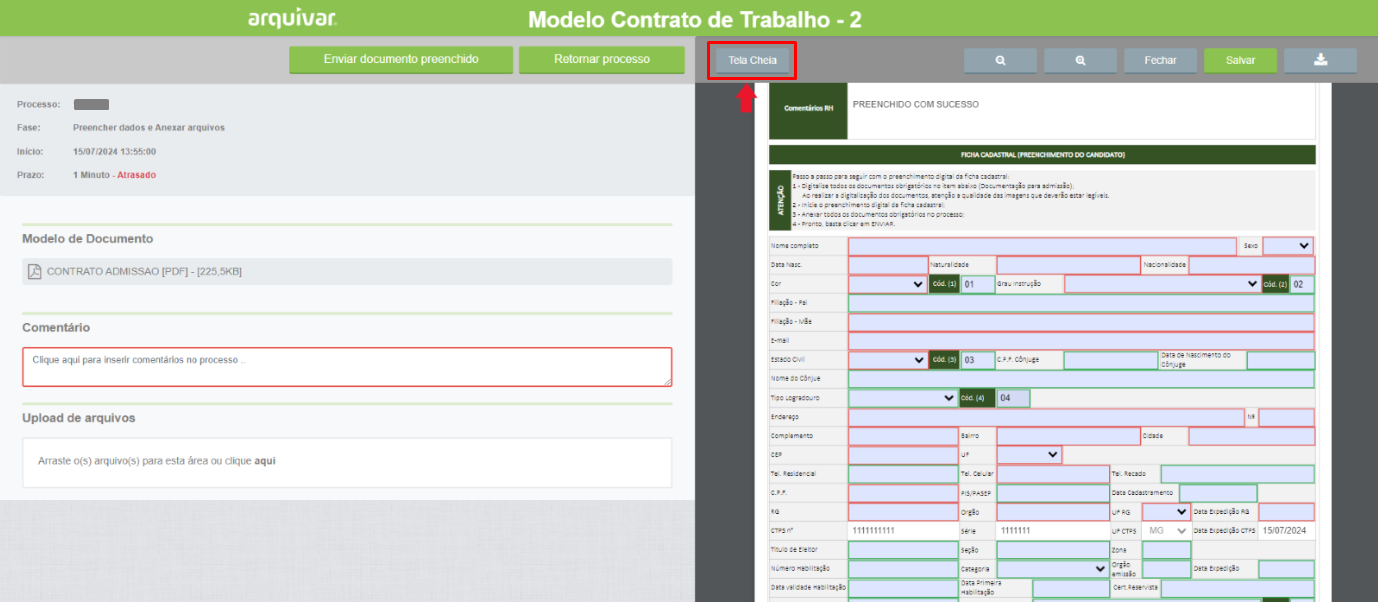 arquivar
Modelo Contrato de Trabalho - 2
Enviar documento preenchido
Retornar processo
Tela Cheia
Fechar
Salvar
Processo:
Fase: Preencher dados e Anexar arquivos
Início: 15/07/2024 13:55:00
Prazo: 1 Minuto - Atrasado
Modelo de Documento
CONTRATO ADMISSAO [PDF] - [225,5KB]
Comentário
Clique aqui para inserir comentários no processo ..
Upload de arquivos
Arraste o(s) arquivo(s) para esta área ou clique aqui
Comentários RH PREENCHIDO COM SUCESSO
FICHA CADASTRAL (PREENCHIMENTO DO CANDIDATO)
ATENÇÃO
Passo a passo para seguir com o preenchimento digital da ficha cadastral:
1 - Digitalize todos os documentos obrigatórios no item abaixo (Documentação para admissão);
Ao realizar a digitalização dos documentos, atenção a qualidade das imagens que deverão estar legíveis.
2 - Inicie o preenchimento digital da ficha cadastral;
3 - Anexar todos os documentos obrigatórios no processo;
4 - Pronto, basta clicar em ENVIAR.
Nome completo Sexo
Data Nasc. Naturalidade Nacionalidade
Cor Cód. (1) 01 Grau Instrução Cód. (2) 02
Filiação - Pai
Filiação - Mãe
E-mail
Estado Civil Cód. (3) 03 C.P.F. Cônjuge Data de Nascimento do
Cônjuge
Nome do Cônjue
Tipo Logradouro Cód. (4) 04
Endereço Nº
Complemento Bairro Cidade
CEP UF
Tel. Residencial Tel. Celular Tel. Recado
C.P.F. PIS/PASEP Data Cadastramento
RG Orgão UF RG Data Expedição RG
CTPS nº 1111111111 Série 1111111 UF CTPS MG Data Expedição CTPS 15/07/2024
Título de Eleitor Seção Zona
Número Habilitação Categoria Orgão
emissão Data Expedição
Data validade Habilitação Data Primeira
Habilitação Cert.Reservista